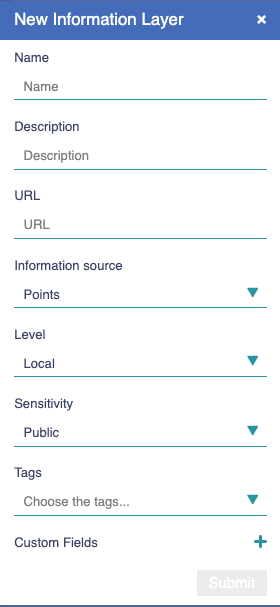 New Information Layer ×
Name
Name
Description
Description
URL
URL
Information source
Points
Level
Local
Sensitivity
Public
Tags
Choose the tags...
Custom Fields +
Submit